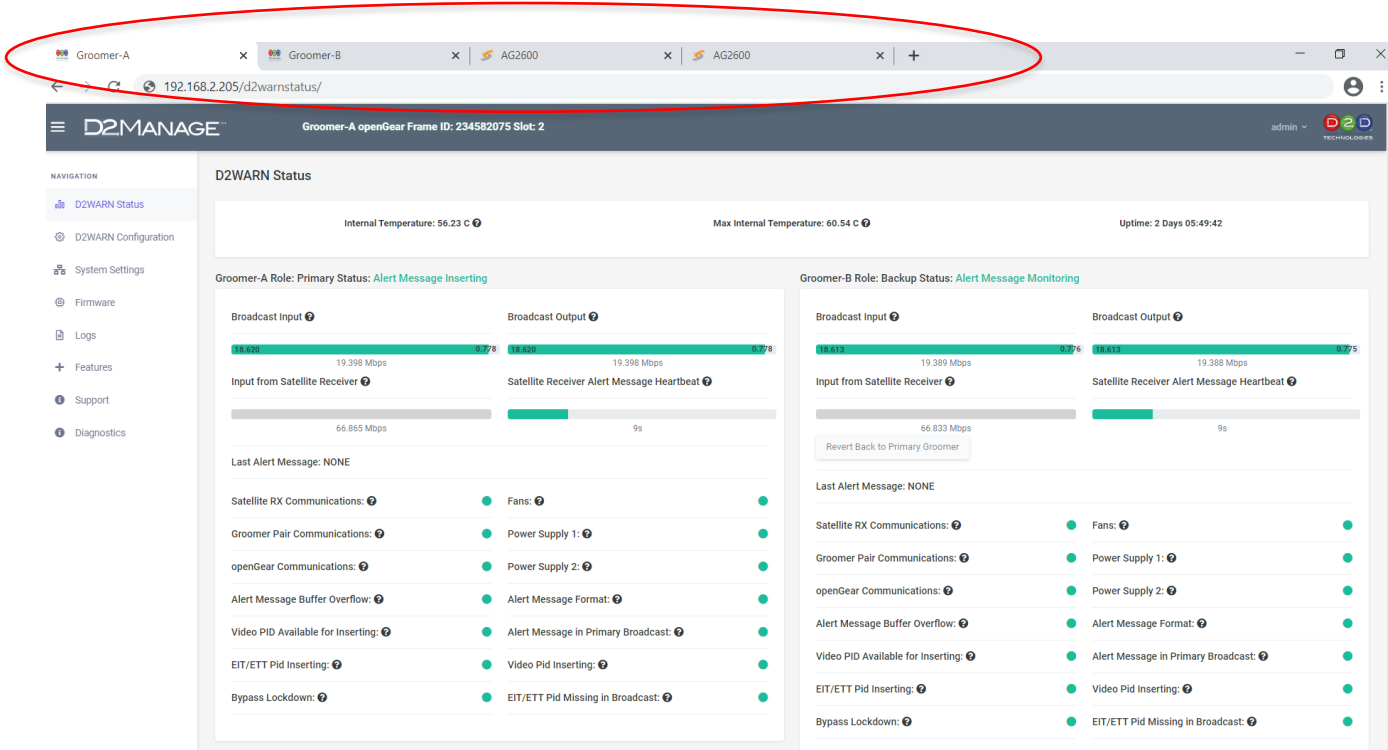 Groomer-A
Groomer-B
AG2600
AG2600
192.168.2.205/d2warnstatus/
D2MANAGE™
Groomer-A openGear Frame ID: 234582075 Slot: 2
admin
D2D
TECHNOLOGIES
NAVIGATION
D2WARN Status
D2WARN Configuration
System Settings
Firmware
Logs
Features
Support
Diagnostics
D2WARN Status
Internal Temperature: 56.23 C
Max Internal Temperature: 60.54 C
Uptime: 2 Days 05:49:42
Groomer-A Role: Primary Status: Alert Message Inserting
Broadcast Input
Broadcast Output
18.620 0.778
18.620 0.778
19.398 Mbps
19.398 Mbps
Input from Satellite Receiver
Satellite Receiver Alert Message Heartbeat
66.865 Mbps
9s
Last Alert Message: NONE
Satellite RX Communications:
Fans:
Groomer Pair Communications:
Power Supply 1:
openGear Communications:
Power Supply 2:
Alert Message Buffer Overflow:
Alert Message Format:
Video PID Available for Inserting:
Alert Message in Primary Broadcast:
EIT/ETT Pid Inserting:
Video Pid Inserting:
Bypass Lockdown:
EIT/ETT Pid Missing in Broadcast:
Groomer-B Role: Backup Status: Alert Message Monitoring
Broadcast Input
Broadcast Output
18.613 0.776
18.613 0.775
19.389 Mbps
19.388 Mbps
Input from Satellite Receiver
Satellite Receiver Alert Message Heartbeat
66.833 Mbps
9s
Revert Back to Primary Groomer
Last Alert Message: NONE
Satellite RX Communications:
Fans:
Groomer Pair Communications:
Power Supply 1:
openGear Communications:
Power Supply 2:
Alert Message Buffer Overflow:
Alert Message Format:
Video PID Available for Inserting:
Alert Message in Primary Broadcast:
EIT/ETT Pid Inserting:
Video Pid Inserting:
Bypass Lockdown:
EIT/ETT Pid Missing in Broadcast: